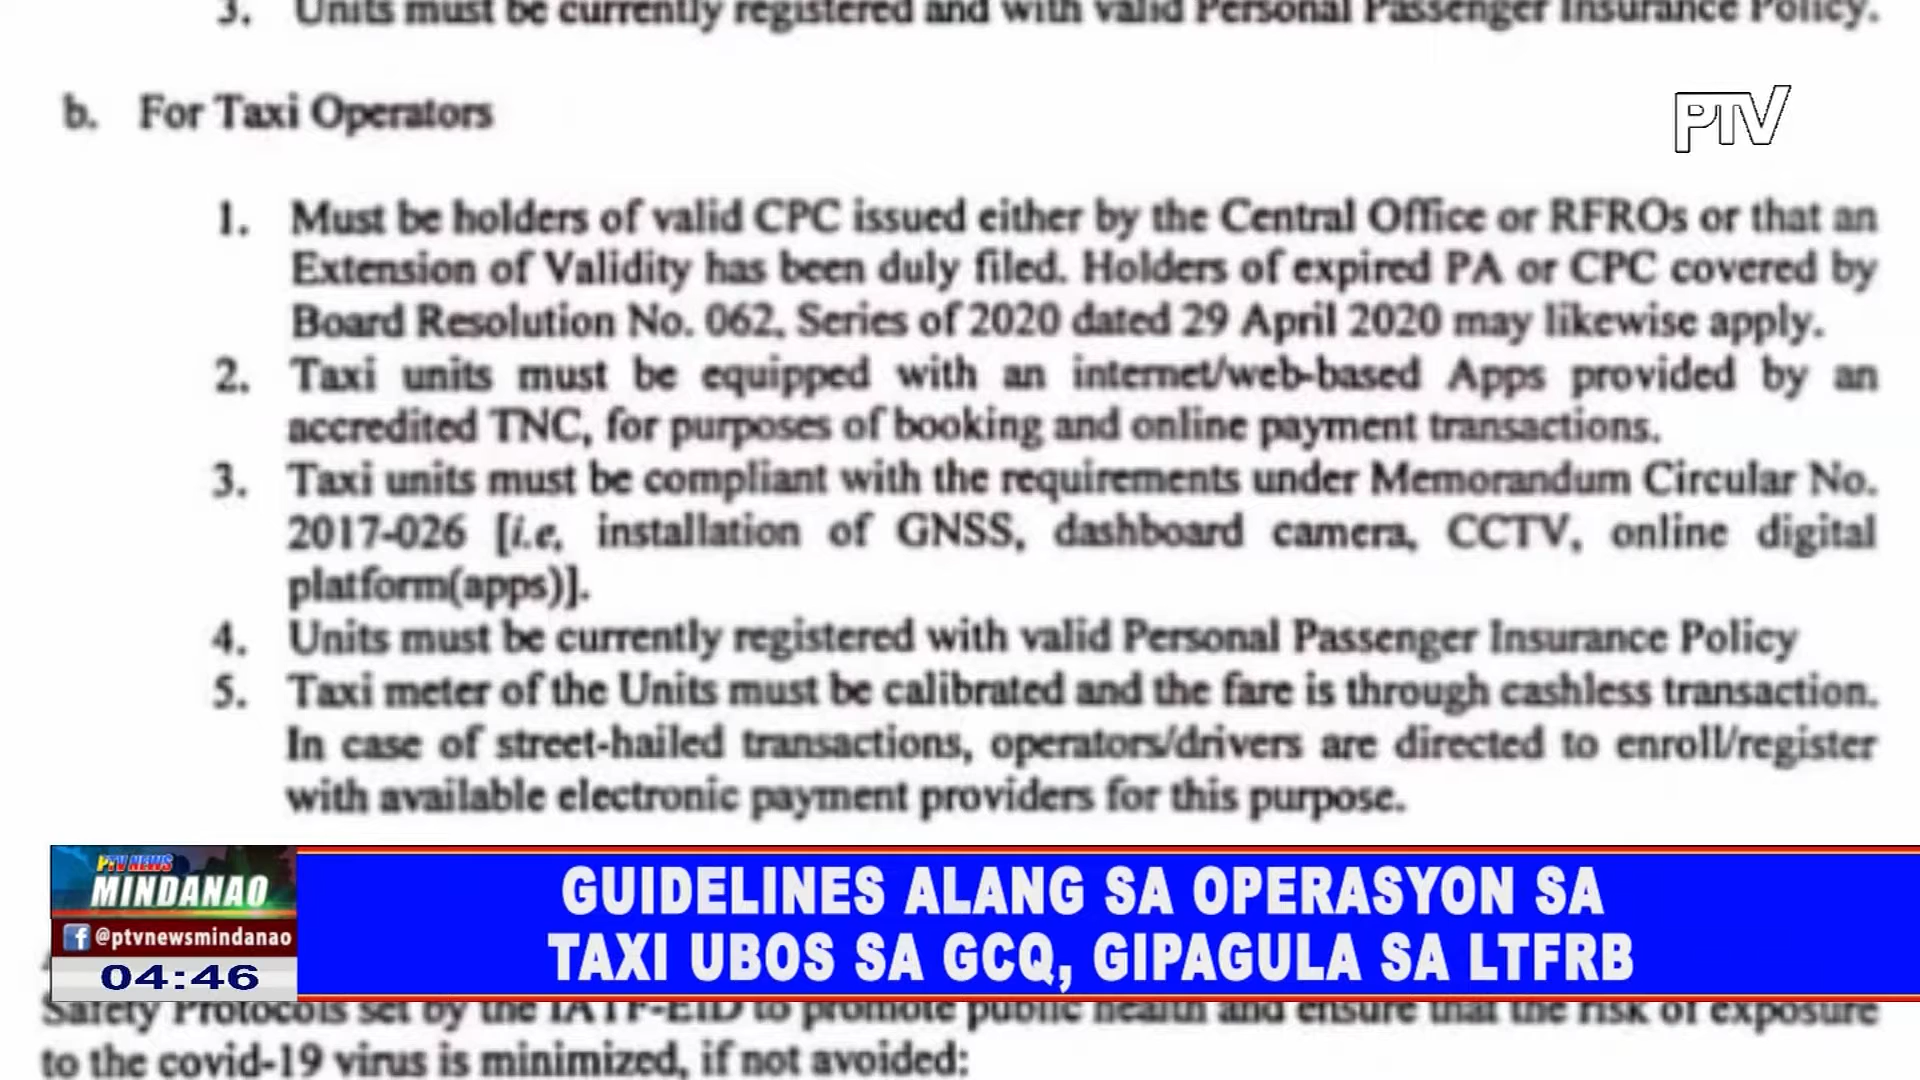 3. Units must be currently registered and with valid Personal Passenger Insurance Policy.
b. For Taxi Operators
PTV
1. Must be holders of valid CPC issued either by the Central Office or RFROs or that an
Extension of Validity has been duly filed. Holders of expired PA or CPC covered by
Board Resolution No. 062, Series of 2020 dated 29 April 2020 may likewise apply.
2. Taxi units must be equipped with an internet/web-based Apps provided by an
accredited TNC, for purposes of booking and online payment transactions.
3. Taxi units must be compliant with the requirements under Memorandum Circular No.
2017-026 [i.e, installation of GNSS, dashboard camera, CCTV, online digital
platform(apps)].
4. Units must be currently registered with valid Personal Passenger Insurance Policy
5. Taxi meter of the Units must be calibrated and the fare is through cashless transaction.
In case of street-hailed transactions, operators/drivers are directed to enroll/register
with available electronic payment providers for this purpose.
PTV NEWS
MINDANAO
@ptvnewsmindanao
04:46
GUIDELINES ALANG SA OPERASYON SA
TAXI UBOS SA GCQ, GIPAGULA SA LTFRB
Safety Protocols set by the IATF-EID to promote public health and ensure that the risk of exposure
to the covid-19 virus is minimized, if not avoided: